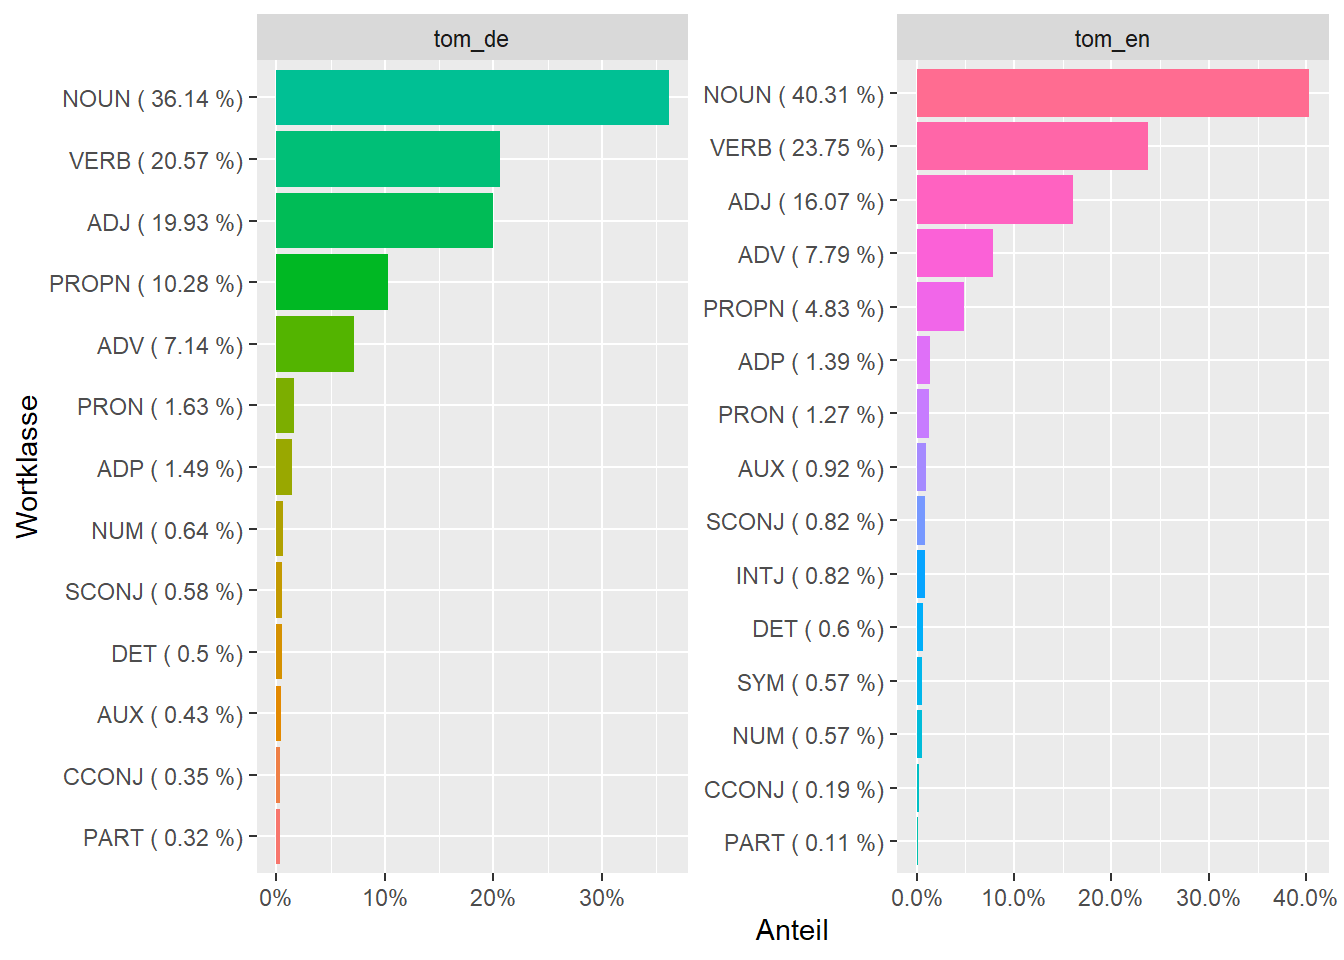 tom_de
tom_en
Wortklasse
NOUN ( 36.14 %)
VERB ( 20.57 %)
ADJ ( 19.93 %)
PROPN ( 10.28 %)
ADV ( 7.14 %)
PRON ( 1.63 %)
ADP ( 1.49 %)
NUM ( 0.64 %)
SCONJ ( 0.58 %)
DET ( 0.5 %)
AUX ( 0.43 %)
CCONJ ( 0.35 %)
PART ( 0.32 %)
0% 10% 20% 30%
NOUN ( 40.31 %)
VERB ( 23.75 %)
ADJ ( 16.07 %)
ADV ( 7.79 %)
PROPN ( 4.83 %)
ADP ( 1.39 %)
PRON ( 1.27 %)
AUX ( 0.92 %)
SCONJ ( 0.82 %)
INTJ ( 0.82 %)
DET ( 0.6 %)
SYM ( 0.57 %)
NUM ( 0.57 %)
CCONJ ( 0.19 %)
PART ( 0.11 %)
0.0% 10.0% 20.0% 30.0% 40.0%
Anteil